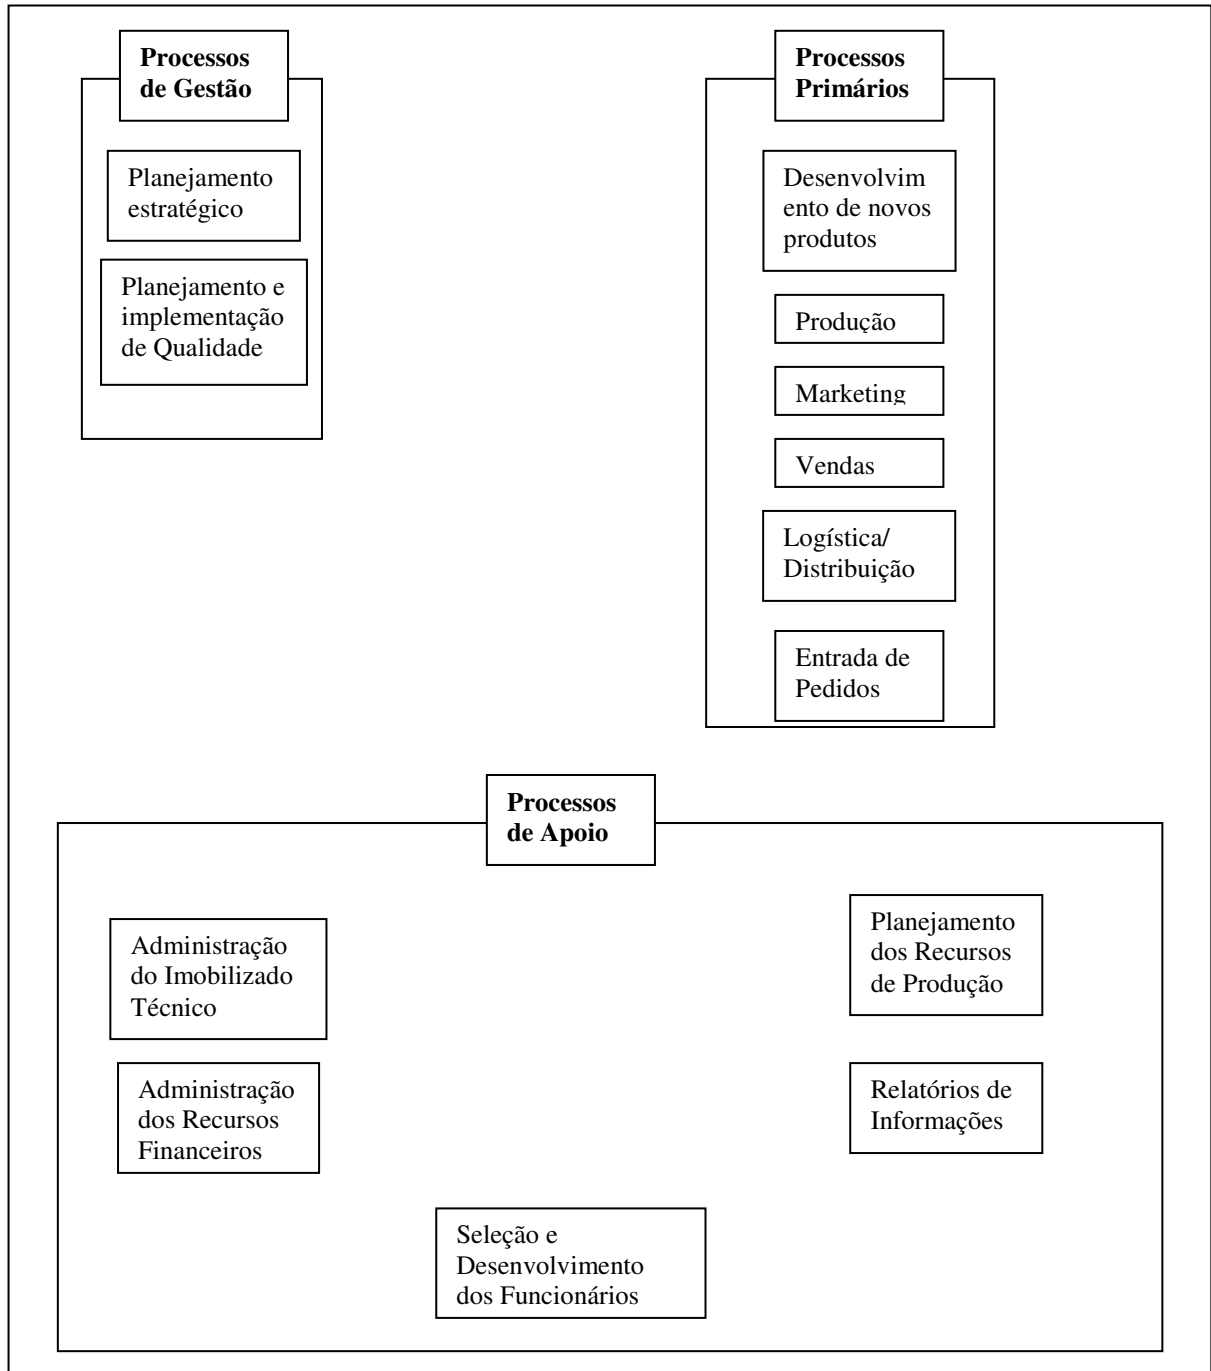 Processos
de Gestão
Planejamento
estratégico
Planejamento e
implementação
de Qualidade
Processos
Primários
Desenvolvim
ento de novos
produtos
Produção
Marketing
Vendas
Logística/
Distribuição
Entrada de
Pedidos
Processos
de Apoio
Administração
do Imobilizado
Técnico
Administração
dos Recursos
Financeiros
Planejamento
dos Recursos
de Produção
Relatórios de
Informações
Seleção e
Desenvolvimento
dos Funcionários